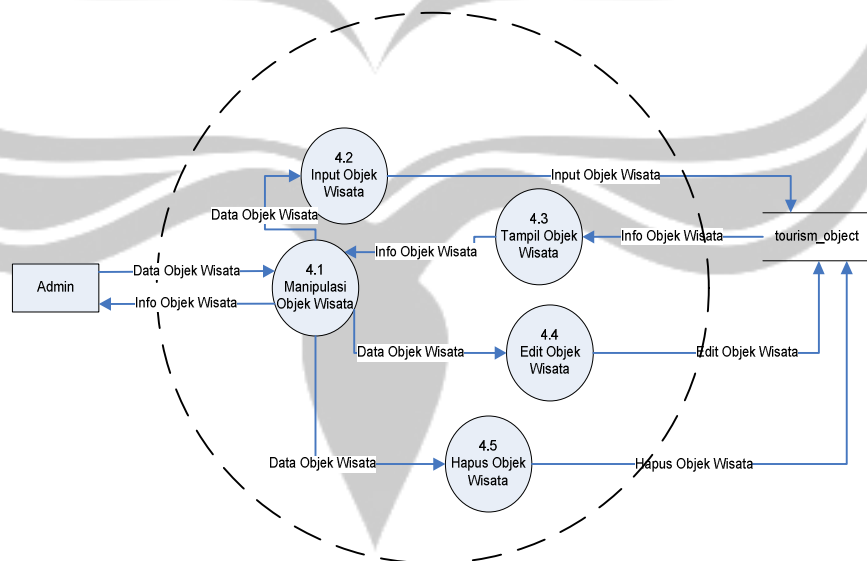 4.2
Input Objek
Wisata
Input Objek Wisata
Data Objek Wisata
4.3
Tampil Objek
Wisata
Info Objek Wisata
tourism_object
Info Objek Wisata
4.1
Manipulasi
Objek Wisata
Data Objek Wisata
Admin
Info Objek Wisata
4.4
Edit Objek
Wisata
Data Objek Wisata
Edit Objek Wisata
4.5
Hapus Objek
Wisata
Data Objek Wisata
Hapus Objek Wisata